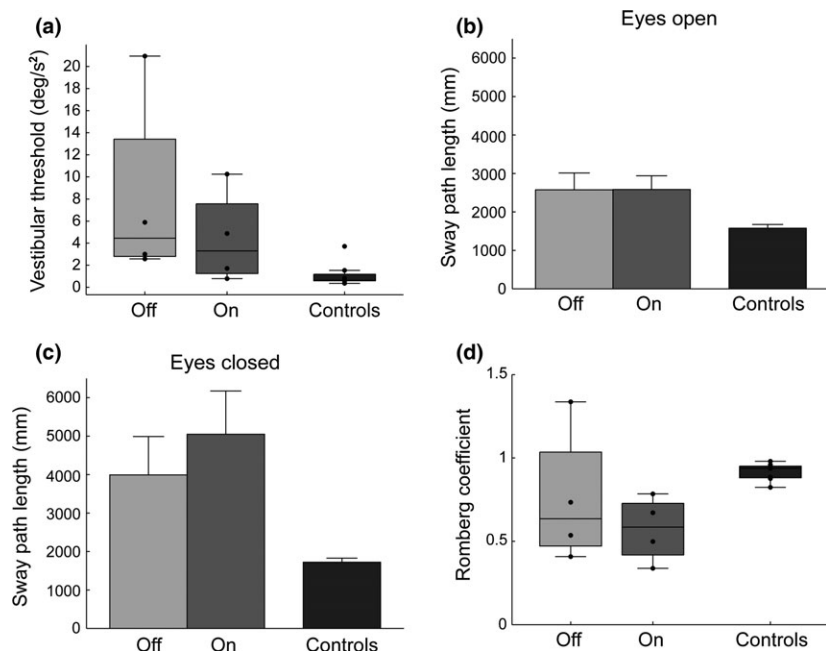 (a)
Vestibular threshold (deg/s²)
20
18
16
14
12
10
8
6
4
2
0
Off On Controls
(b)
Eyes open
Sway path length (mm)
6000
5000
4000
3000
2000
1000
0
Off On Controls
(c)
Eyes closed
Sway path length (mm)
6000
5000
4000
3000
2000
1000
0
Off On Controls
(d)
Romberg coefficient
1.5
1
0.5
0
Off On Controls